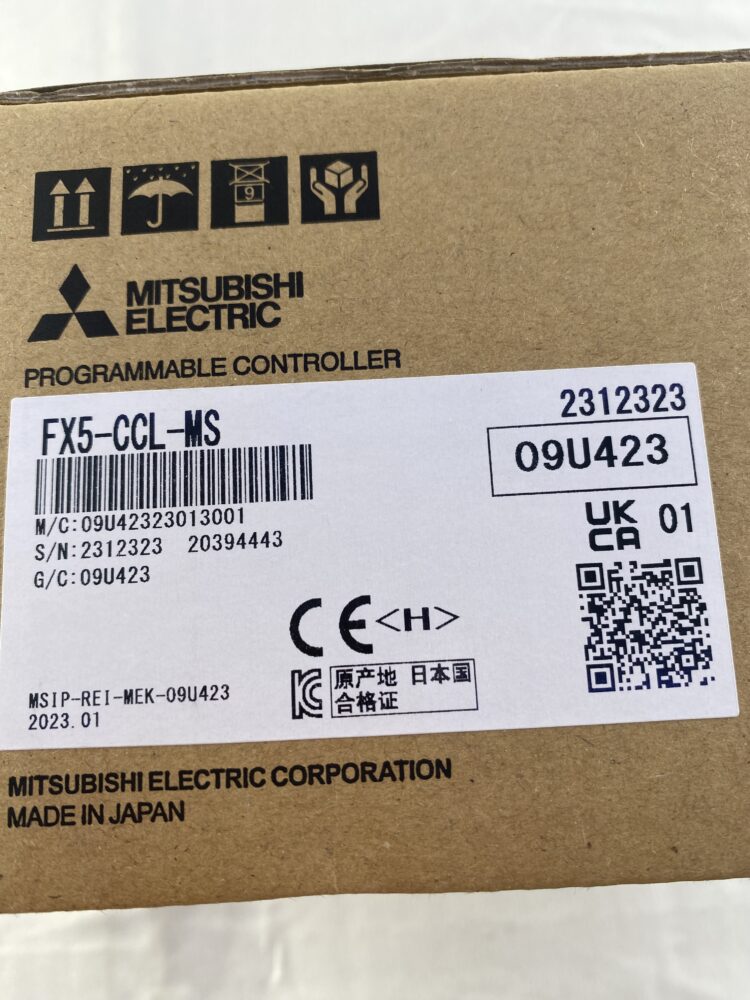 9
MITSUBISHI
ELECTRIC
PROGRAMMABLE CONTROLLER
FX5-CCL-MS
2312323
09U423
M/C:09U42323013001
S/N:2312323 20394443
G/C:09U423
UK
CA 01
CE <H>
MSIP-REI-MEK-09U423
2023.01
KC
原产地 日本国
合格证
MITSUBISHI ELECTRIC CORPORATION
MADE IN JAPAN